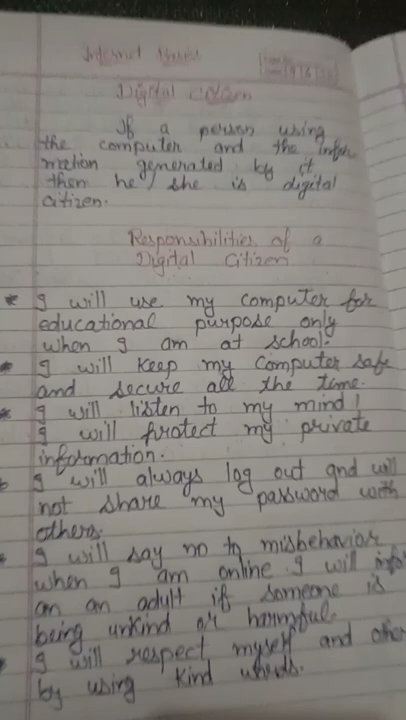 Internet
Digital Citizen
If a person using
the computer and the infor
mation generated by it
then he/she is digital
citizen.
Responsibilities of a
Digital Citizen
* I will use my computer for
educational purpose only
when I am at school.
* I will keep my Computer safe
and secure all the time.
* I will listen to my mind!
I will protect my private
information.
I will always log out and will
not share my password with
others.
I will say no to misbehavior
when I am online. I will infor
an an adult if someone is
being unkind or harmful.
I will respect myself and other
by using kind words.